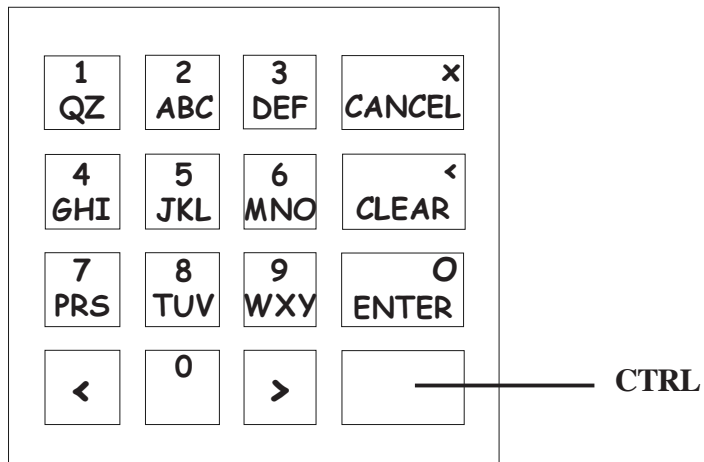 1 2 3 x
QZ ABC DEF CANCEL
4 5 6 <
GHI JKL MNO CLEAR
7 8 9 O
PRS TUV WXY ENTER
< 0 > CTRL